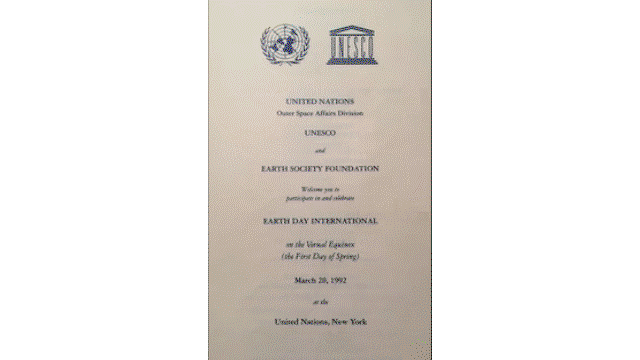 UNESCO
UNITED NATIONS
Outer Space Affairs Division
UNESCO
and
EARTH SOCIETY FOUNDATION
Welcome you to
participate in and celebrate
EARTH DAY INTERNATIONAL
on the Vernal Equinox
(the First Day of Spring)
March 20, 1992
at the
United Nations, New York